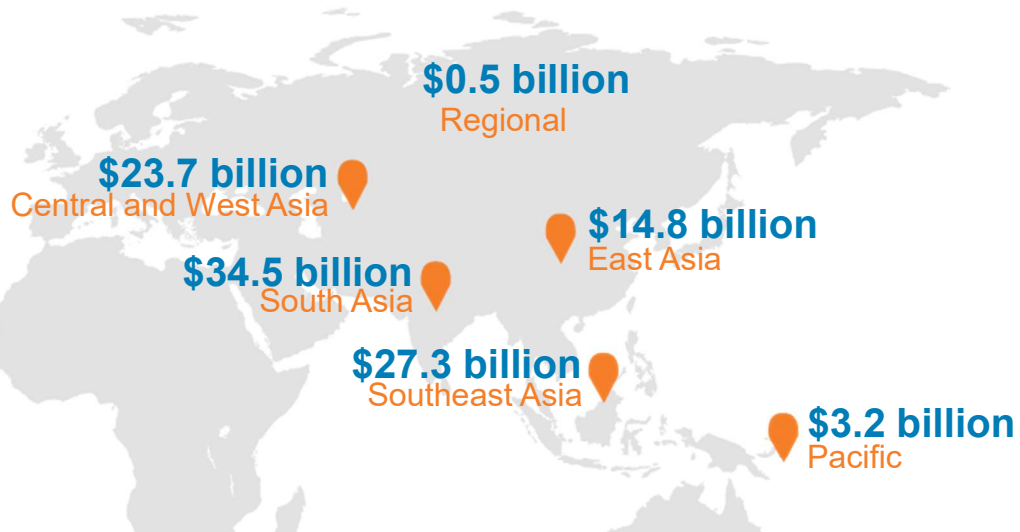 $0.5 billion
Regional
$23.7 billion
Central and West Asia
$14.8 billion
East Asia
$34.5 billion
South Asia
$27.3 billion
Southeast Asia
$3.2 billion
Pacific